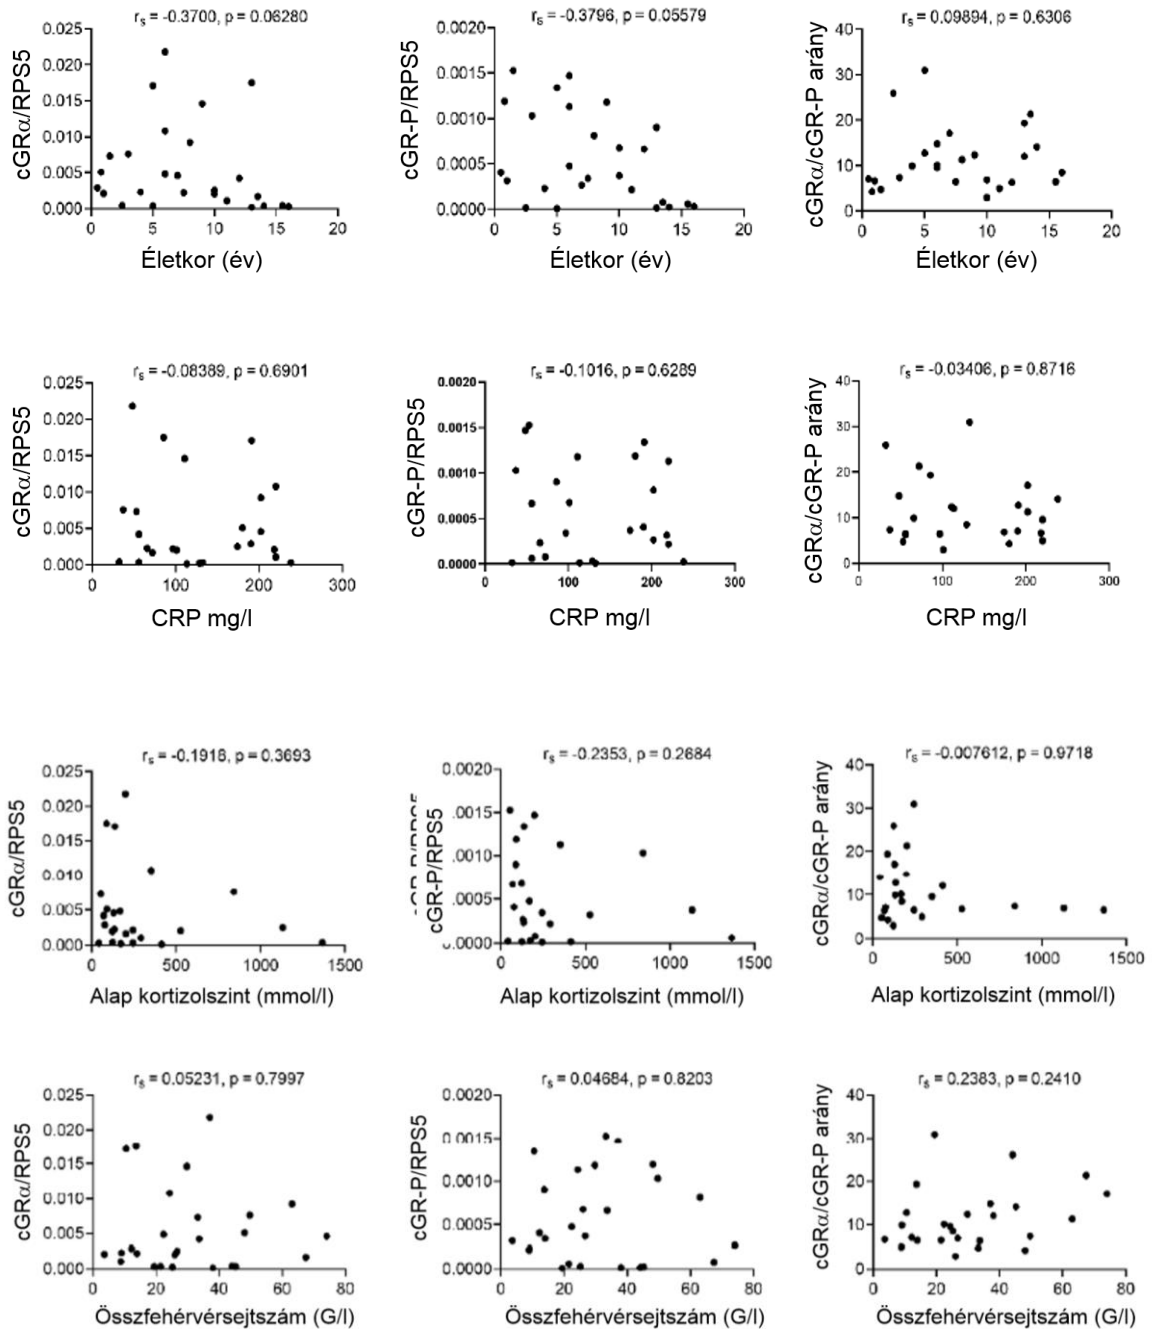 rs = -0.3700, p = 0.06280
cGRα/RPS5
0.025
0.020
0.015
0.010
0.005
0.000
0 5 10 15 20
Életkor (év)
rs = -0.3796, p = 0.05579
cGR-P/RPS5
0.0020
0.0015
0.0010
0.0005
0.0000
0 5 10 15 20
Életkor (év)
rs = 0.09894, p = 0.6306
cGRα/cGR-P arány
40
30
20
10
0
0 5 10 15 20
Életkor (év)
rs = -0.08389, p = 0.6901
cGRα/RPS5
0.025
0.020
0.015
0.010
0.005
0.000
0 100 200 300
CRP mg/l
rs = -0.1016, p = 0.6289
cGR-P/RPS5
0.0020
0.0015
0.0010
0.0005
0.0000
0 100 200 300
CRP mg/l
rs = -0.03406, p = 0.8716
cGRα/cGR-P arány
40
30
20
10
0
0 100 200 300
CRP mg/l
rs = -0.1918, p = 0.3693
cGRα/RPS5
0.025
0.020
0.015
0.010
0.005
0.000
0 500 1000 1500
Alap kortizolszint (mmol/l)
rs = -0.2353, p = 0.2684
cGR-P/RPS5
0.0020
.0015
.0010
.0005
.0000
0 500 1000 1500
Alap kortizolszint (mmol/l)
rs = -0.007612, p = 0.9718
cGRα/cGR-P arány
40
30
20
10
0
0 500 1000 1500
Alap kortizolszint (mmol/l)
rs = 0.05231, p = 0.7997
cGRα/RPS5
0.025
0.020
0.015
0.010
0.005
0.000
0 20 40 60 80
Összfehérvérsejtszám (G/l)
rs = 0.04684, p = 0.8203
cGR-P/RPS5
0.0020
0.0015
0.0010
0.0005
0.0000
0 20 40 60 80
Összfehérvérsejtszám (G/l)
rs = 0.2383, p = 0.2410
cGRα/cGR-P arány
40
30
20
10
0
0 20 40 60 80
Összfehérvérsejtszám (G/l)